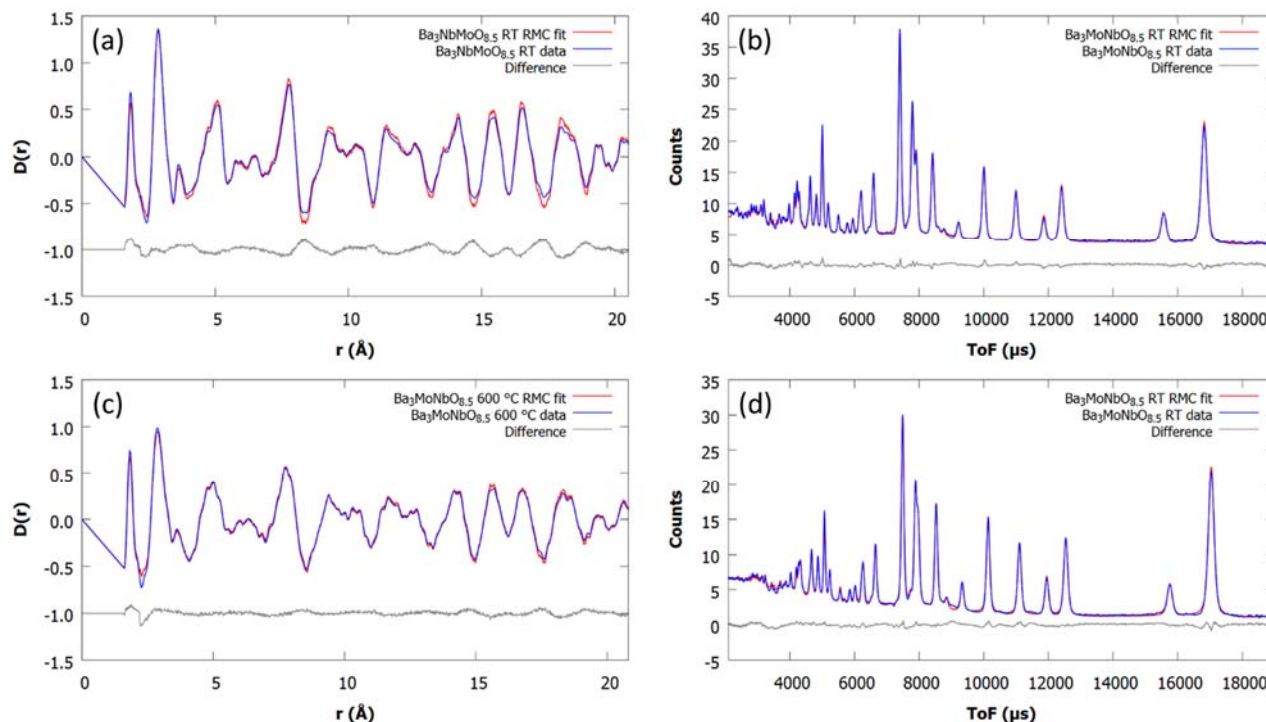 (a)
Ba₃NbMoO₈.₅ RT RMC fit
Ba₃NbMoO₈.₅ RT data
Difference
1.5
1.0
0.5
0.0
-0.5
-1.0
-1.5
D(r)
0 5 10 15 20
r (Å)
(b)
Ba₃MoNbO₈.₅ RT RMC fit
Ba₃MoNbO₈.₅ RT data
Difference
40
35
30
25
20
15
10
5
0
-5
Counts
4000 6000 8000 10000 12000 14000 16000 18000
ToF (µs)
(c)
Ba₃MoNbO₈.₅ 600 °C RMC fit
Ba₃MoNbO₈.₅ 600 °C data
Difference
1.5
1.0
0.5
0.0
-0.5
-1.0
-1.5
D(r)
0 5 10 15 20
r (Å)
(d)
Ba₃MoNbO₈.₅ RT RMC fit
Ba₃MoNbO₈.₅ RT data
Difference
35
30
25
20
15
10
5
0
-5
Counts
4000 6000 8000 10000 12000 14000 16000 18000
ToF (µs)